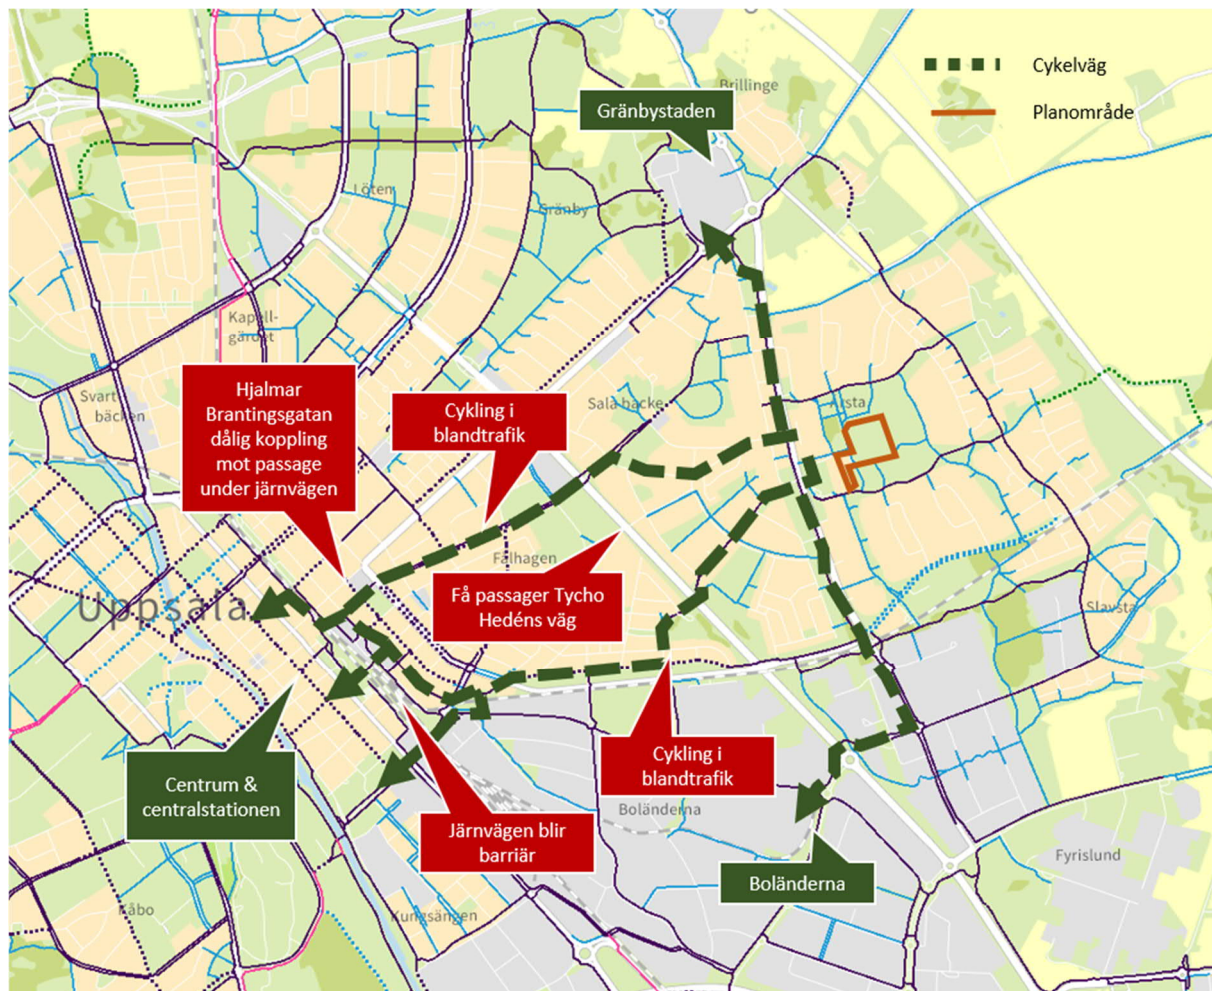 Cykelväg
Planområde
Brillinge
Gränbystaden
Löten
Gränby
Kapell-
gärdet
Svart
bäcken
Hjalmar
Brantingsgatan
dålig koppling
mot passage
under järnvägen
Cykling i
blandtrafik
Sala backe
Årsta
Fålhagen
Få passager Tycho
Hedéns väg
Uppsala
Slavsta
Centrum &
centralstationen
Cykling i
blandtrafik
Boländerna
Järnvägen blir
barriär
Boländerna
Fyrislund
Kåbo
Kungsängen